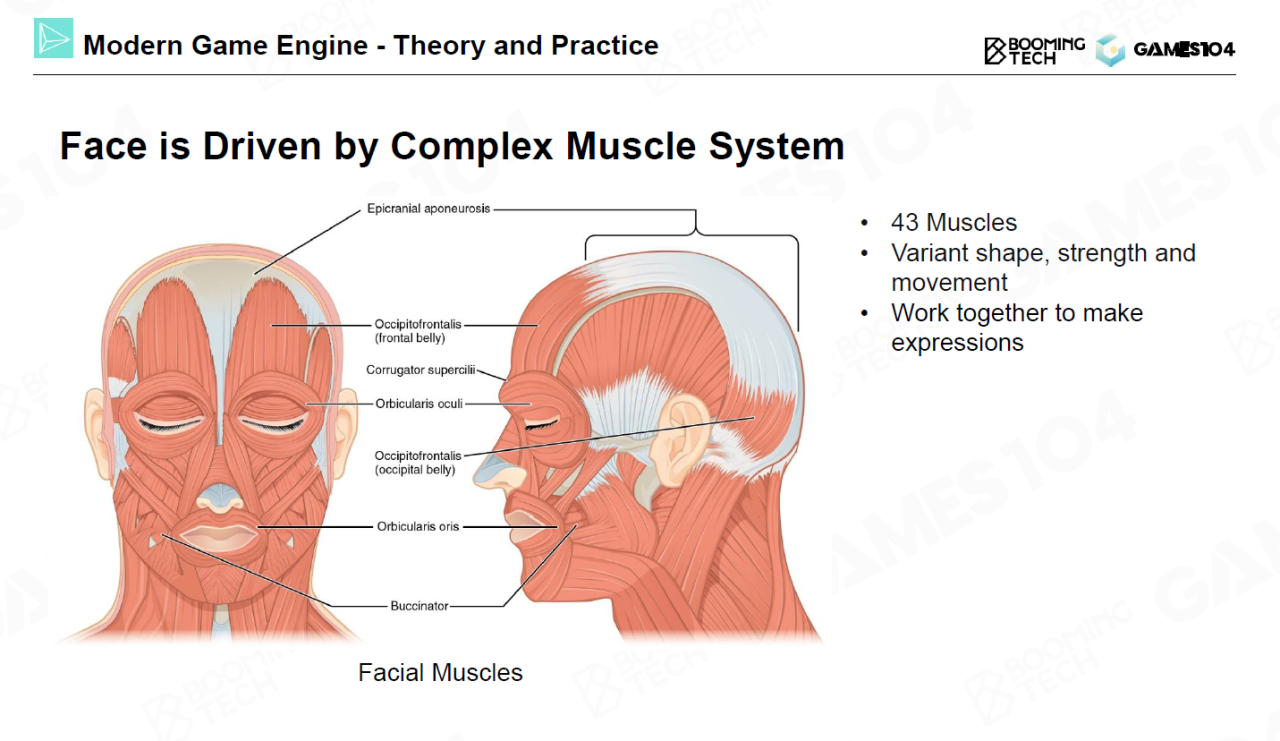 Modern Game Engine - Theory and Practice
BOOMING
TECH
GAMES104
Face is Driven by Complex Muscle System
Epicranial aponeurosis
Occipitofrontalis
(frontal belly)
Corrugator supercilii
Orbicularis oculi
Occipitofrontalis
(occipital belly)
Orbicularis oris
Buccinator
Facial Muscles
• 43 Muscles
• Variant shape, strength and
movement
• Work together to make
expressions